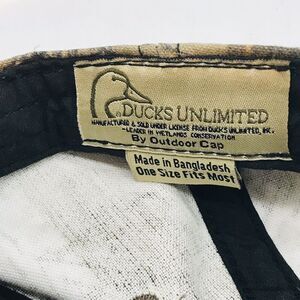 DUCKS UNLIMITED
MANUFACTURED & SOLD UNDER LICENSE FROM DUCKS UNLIMITED, INC.
-LEADER IN WETLANDS CONSERVATION
By Outdoor Cap
Made in Bangladesh
One Size Fits Most